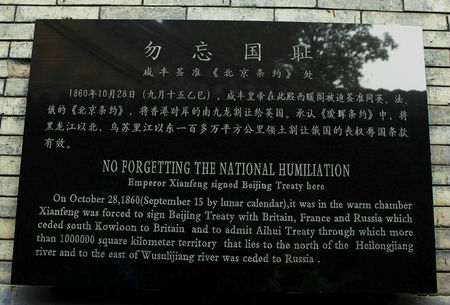 勿忘国耻
咸丰签准《北京条约》处
1860年10月28日（九月十五乙巳），咸丰皇帝在此殿西暖阁被迫签准同英、法、
俄的《北京条约》，将香港对岸的南九龙割让给英国。承认《瑷珲条约》中，将
黑龙江以北，乌苏里江以东一百多万平方公里领土割让俄国的丧权辱国条款
有效。
NO FORGETTING THE NATIONAL HUMILIATION
Emperor Xianfeng signed Beijing Treaty here
On October 28,1860(September 15 by lunar calendar),it was in the warm chamber
Xianfeng was forced to sign Beijing Treaty with Britain, France and Russia which
ceded south Kowloon to Britain and to admit Aihui Treaty through which more
than 1000000 square kilometer territory that lies to the north of the Heilongjiang
river and to the east of Wusulijiang river was ceded to Russia .